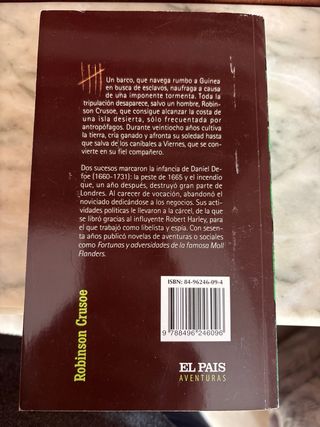 Un barco, que navega rumbo a Guinea
en busca de esclavos, naufraga a causa
de una imponente tormenta. Toda la
tripulación desaparece, salvo un hombre, Robin-
son Crusoe, que consigue alcanzar la costa de
una isla desierta, sólo frecuentada por
antropófagos. Durante veintiocho años cultiva
la tierra, cría ganado y afronta su soledad hasta
que salva de los caníbales a Viernes, que se con-
vierte en su fiel compañero.
Dos sucesos marcaron la infancia de Daniel De-
foe (1660-1731): la peste de 1665 y el incendio
que, un año después, destruyó gran parte de
Londres. Al carecer de vocación, abandonó el
noviciado dedicándose a los negocios. Sus acti-
vidades políticas le llevaron a la cárcel, de la que
se libró gracias al influyente Robert Harley, para
el que trabajó como libelista y espía. Con sesen-
ta años publicó novelas de aventuras o sociales
como Fortunas y adversidades de la famosa Moll
Flanders.
ISBN: 84-96246-09-4
9 788496 246096
Robinson Crusoe
EL PAIS
AVENTURAS